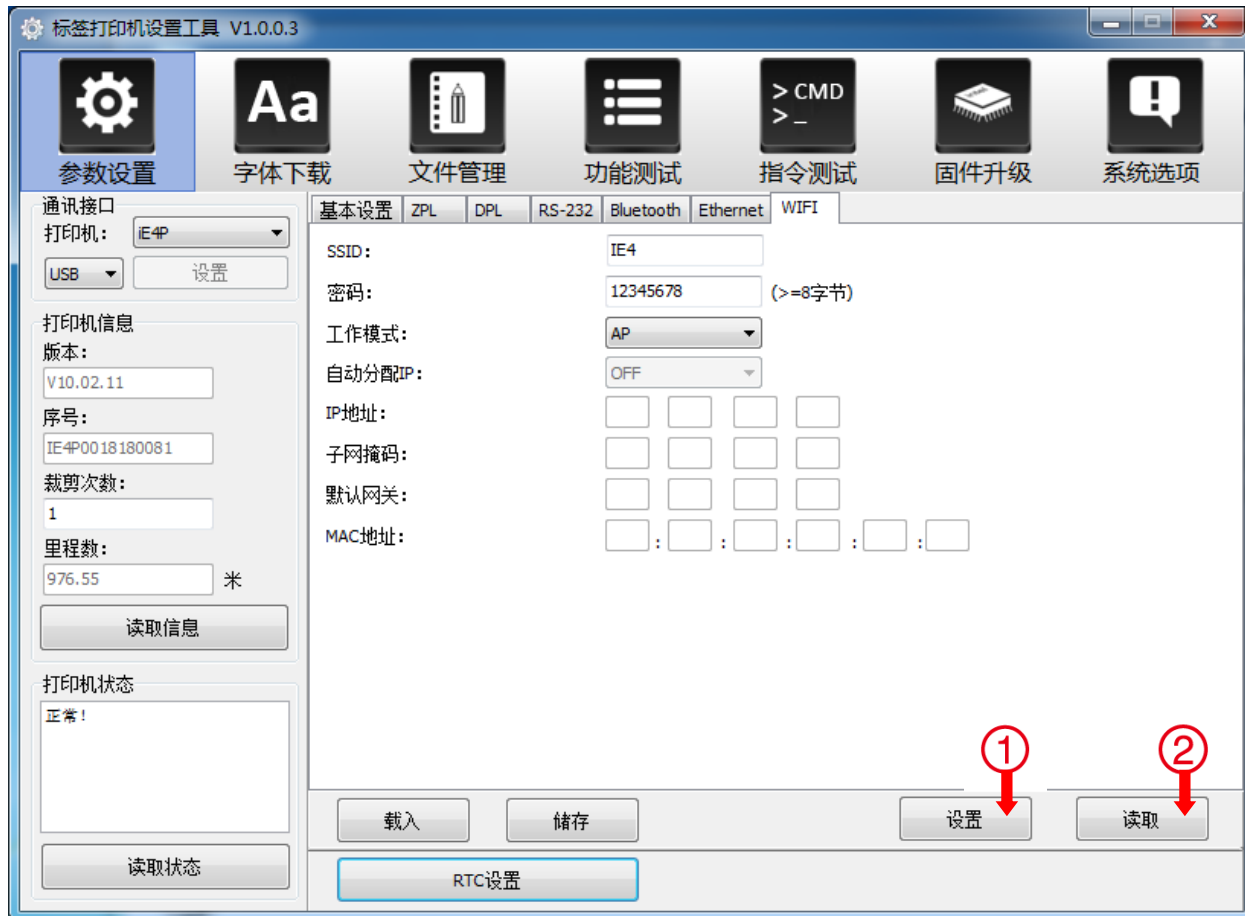 标签打印机设置工具 V1.0.0.3
Aa
> CMD
> _
参数设置 字体下载 文件管理 功能测试 指令测试 固件升级 系统选项
通讯接口
打印机: iE4P
USB 设置
打印机信息
版本:
V10.02.11
序号:
IE4P0018180081
裁剪次数:
1
里程数:
976.55 米
读取信息
打印机状态
正常!
读取状态
基本设置 ZPL DPL RS-232 Bluetooth Ethernet WIFI
SSID: IE4
密码: 12345678 (>=8字节)
工作模式: AP
自动分配IP: OFF
IP地址:
子网掩码:
默认网关:
MAC地址: : : : : :
① ②
载入 储存 设置 读取
RTC设置